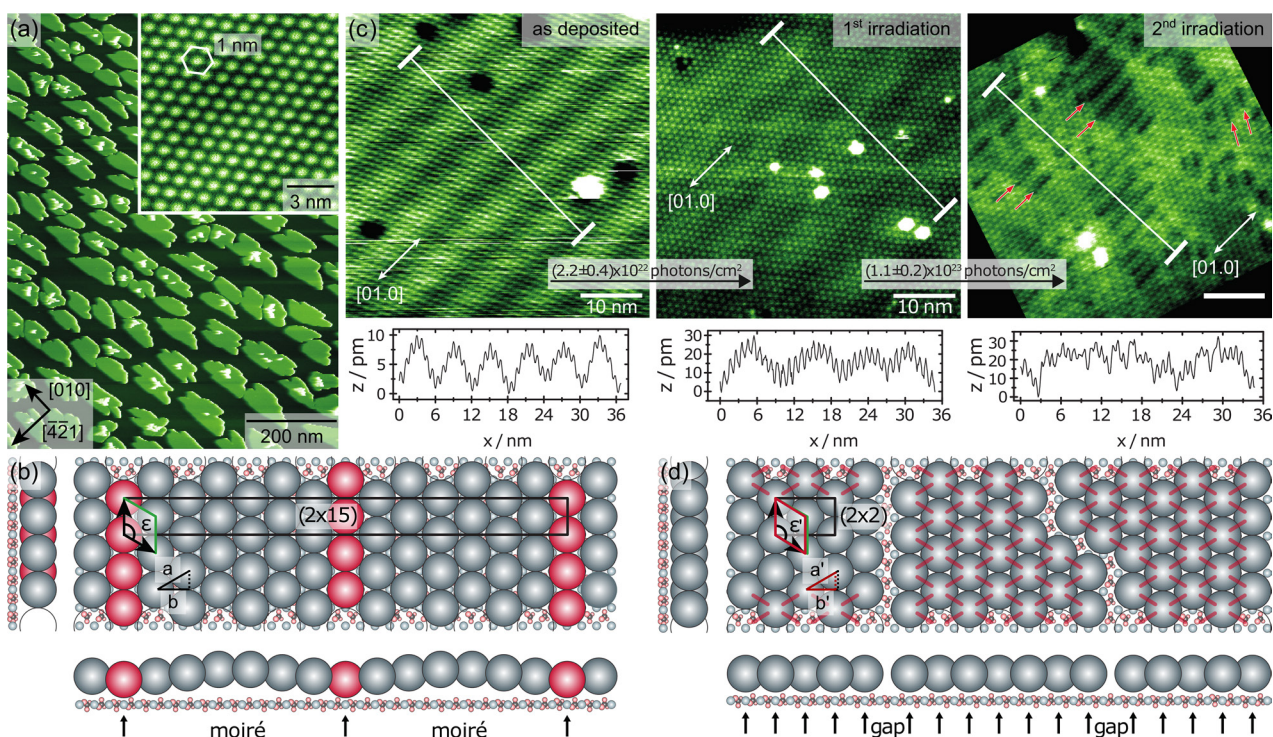 (a)
1 nm
3 nm
[010]
[4̄2̄1]
200 nm
(c)
as deposited
[01.0]
(2.2±0.4)x10²² photons/cm²
10 nm
1st irradiation
[01.0]
(1.1±0.2)x10²³ photons/cm²
10 nm
2nd irradiation
[01.0]
z / pm
10
5
0
0 6 12 18 24 30 36
x / nm
z / pm
30
20
10
0
0 6 12 18 24 30 36
x / nm
z / pm
30
20
10
0
0 6 12 18 24 30 36
x / nm
(b)
(2x15)
ε
a
b
moiré moiré
(d)
(2x2)
ε'
a'
b'
gap gap